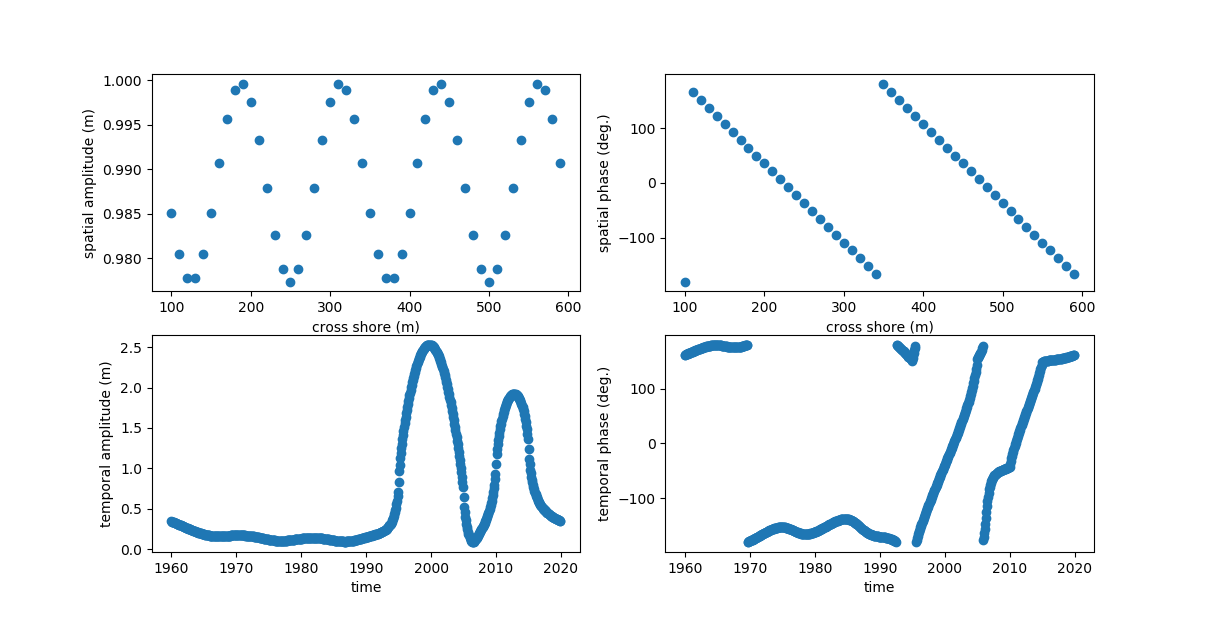 1.000
0.995
0.990
0.985
0.980
spatial amplitude (m)
100 200 300 400 500 600
cross shore (m)
100
0
−100
spatial phase (deg.)
100 200 300 400 500 600
cross shore (m)
2.5
2.0
1.5
1.0
0.5
0.0
temporal amplitude (m)
1960 1970 1980 1990 2000 2010 2020
time
100
0
−100
temporal phase (deg.)
1960 1970 1980 1990 2000 2010 2020
time